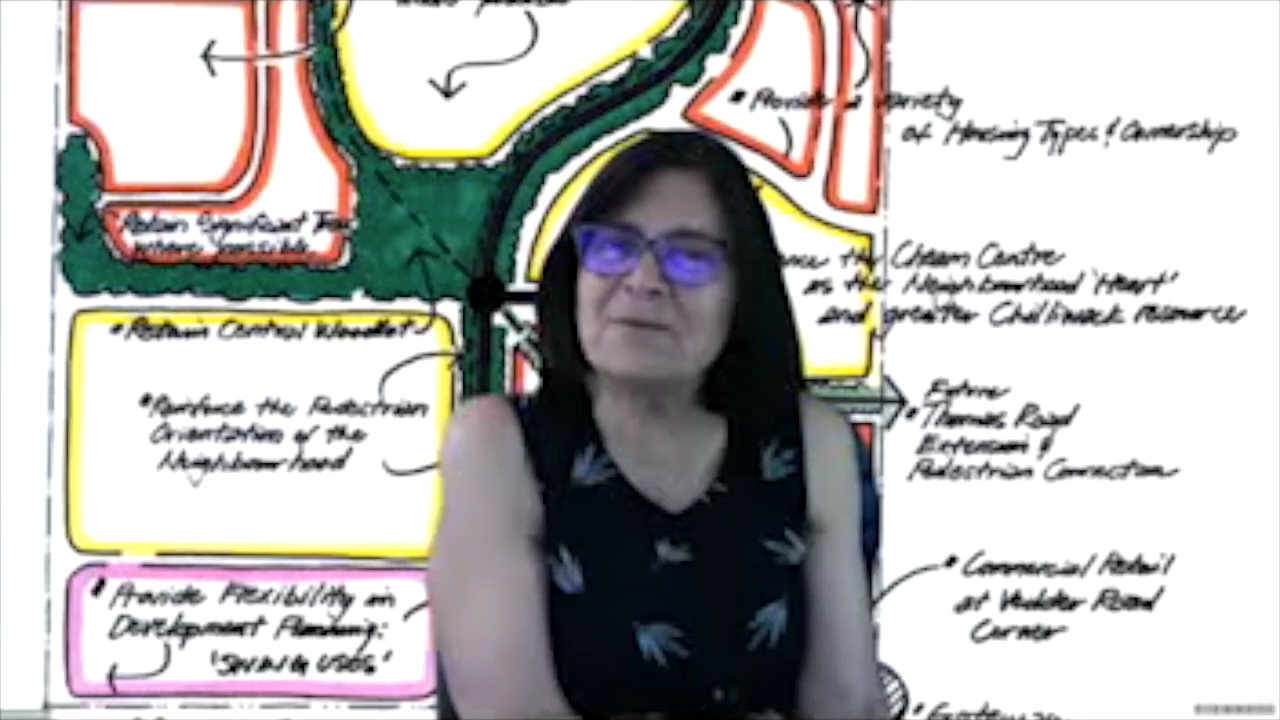 • Provide a Variety
of Housing Types & Ownership
• Retain Significant Trees
where possible
the Cheam Centre
as the Neighbourhood 'Heart'
and greater Chilliwack resource
• Retain Central Woodlot
• Reinforce the Pedestrian
Orientation of the
Neighbourhood
Future
• Thomas Road
Extension &
Pedestrian Connection
• Provide Flexibility in
Development Planning:
• Commercial Retail
at Vedder Road
Corner